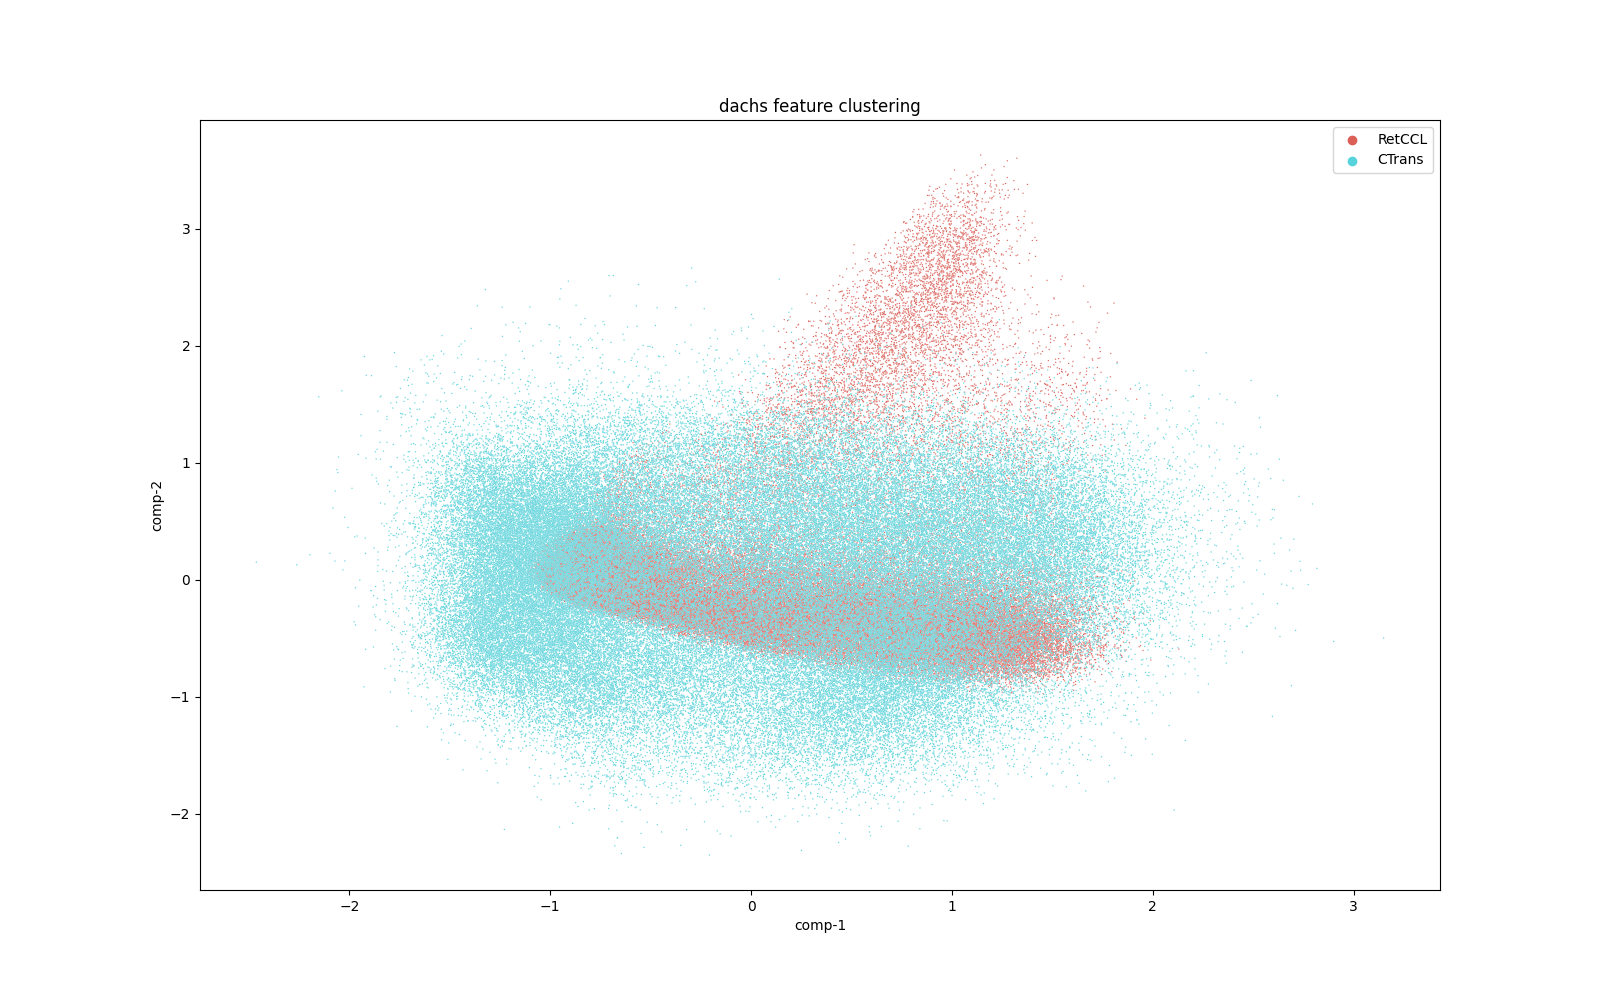 dachs feature clustering
RetCCL
CTrans
3
2
1
0
−1
−2
comp-2
−2
−1
0
1
2
3
comp-1